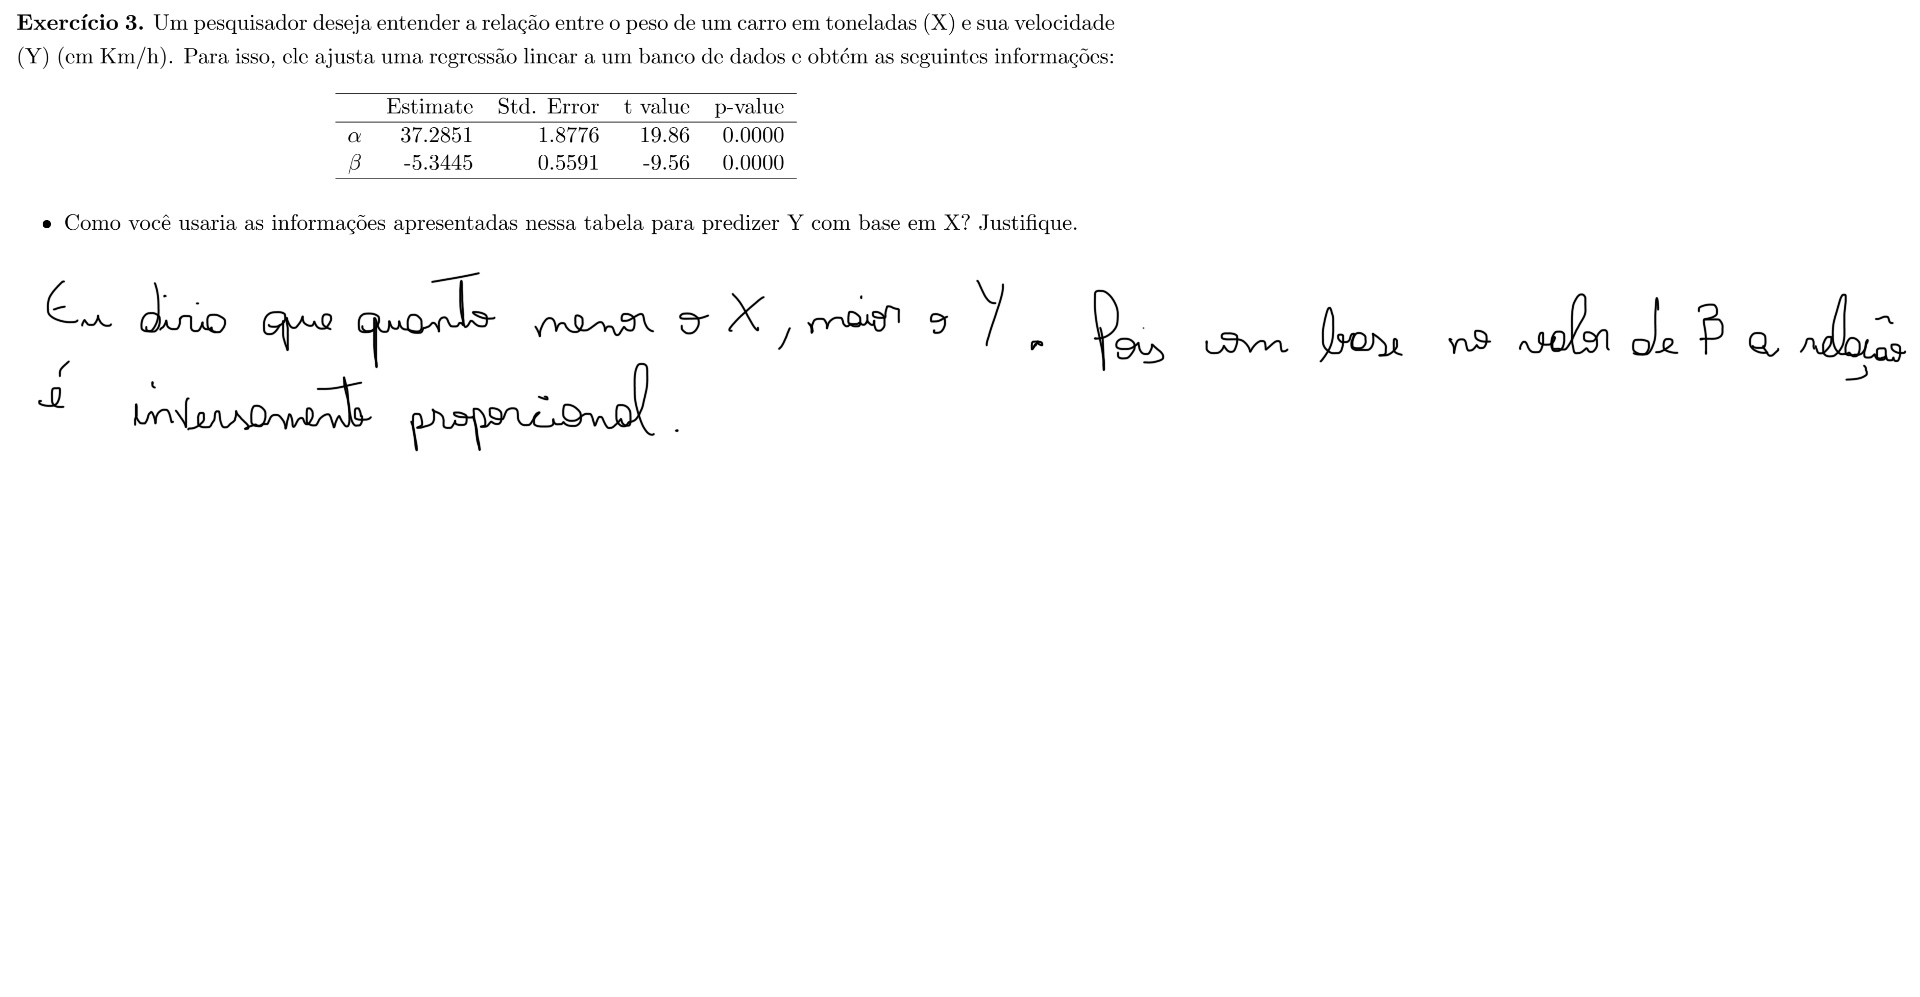 Exercício 3. Um pesquisador deseja entender a relação entre o peso de um carro em toneladas (X) e sua velocidade
(Y) (em Km/h). Para isso, ele ajusta uma regressão linear a um banco de dados e obtém as seguintes informações:
Estimate Std. Error t value p-value
α 37.2851 1.8776 19.86 0.0000
β -5.3445 0.5591 -9.56 0.0000
• Como você usaria as informações apresentadas nessa tabela para predizer Y com base em X? Justifique.
Eu diria que quanto menor o X, maior o Y. Pois com base no valor de β a relação
é inversamente proporcional.